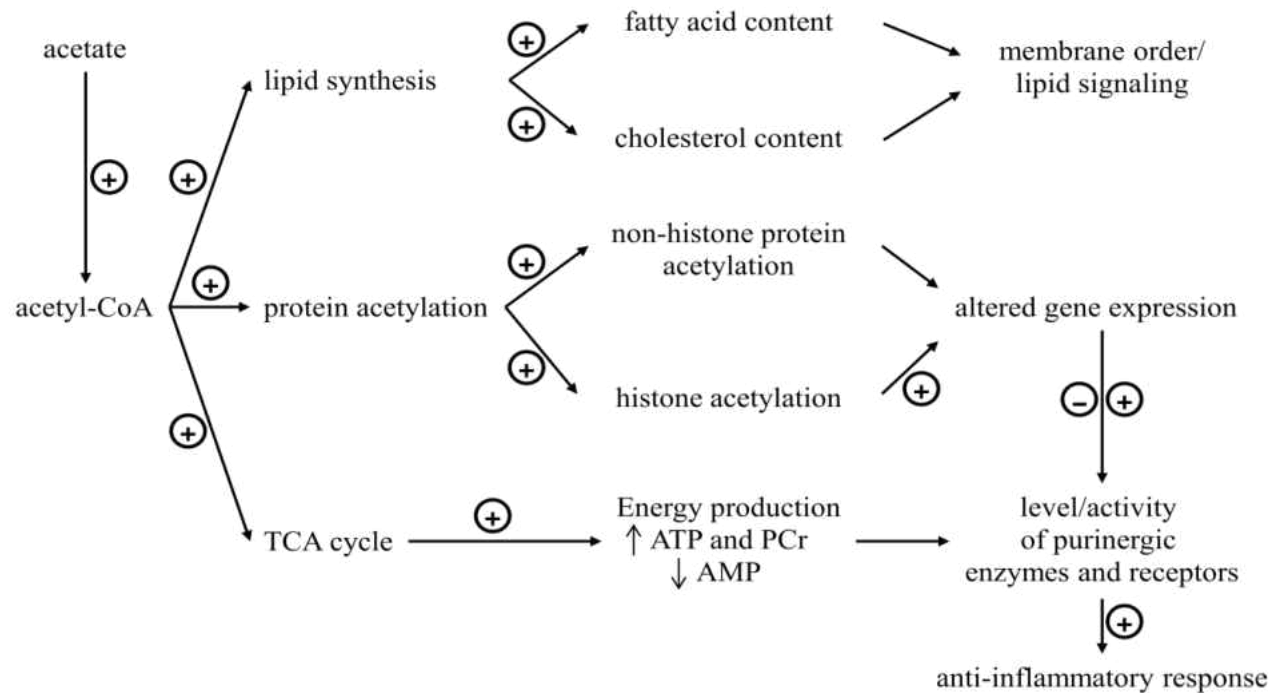 acetate
acetyl-CoA
+
lipid synthesis
+
+
+
fatty acid content
cholesterol content
membrane order/
lipid signaling
protein acetylation
+
+
+
non-histone protein
acetylation
histone acetylation
+
altered gene expression
− +
TCA cycle
+
+
Energy production
↑ ATP and PCr
↓ AMP
level/activity
of purinergic
enzymes and receptors
+
anti-inflammatory response